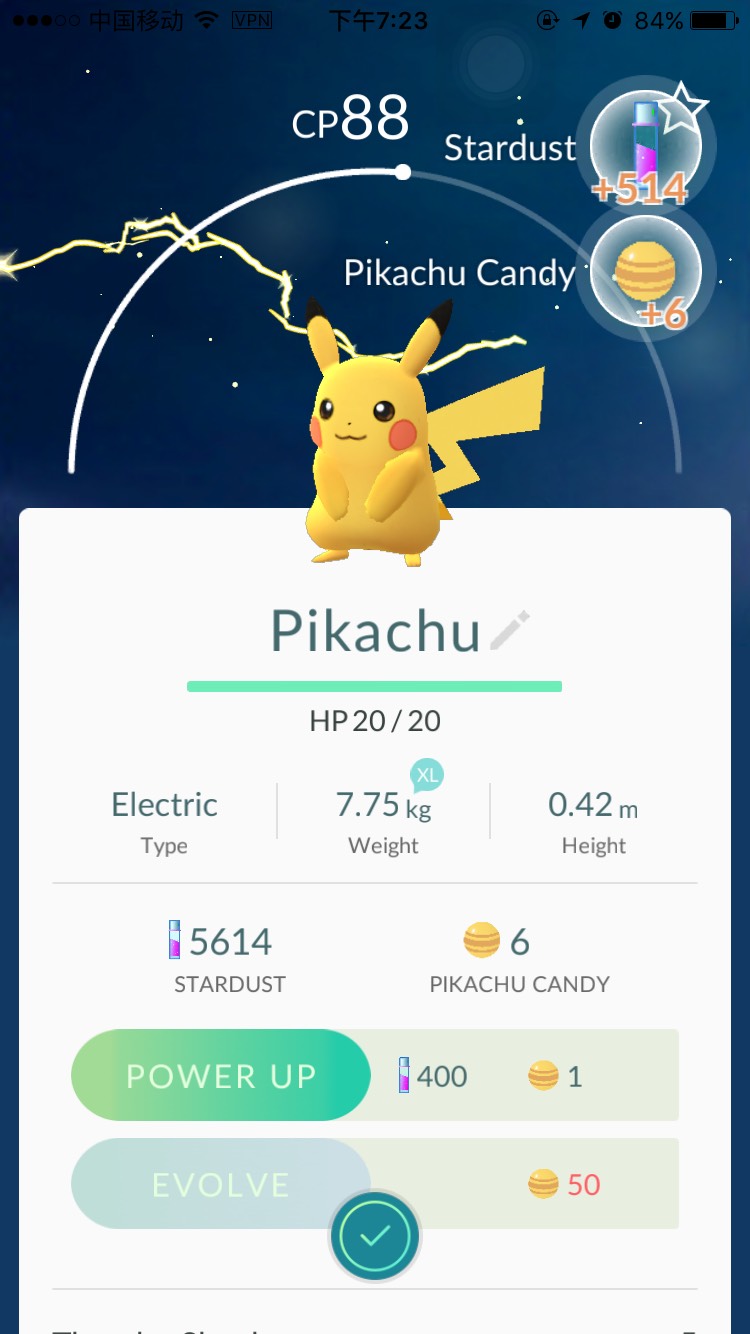 中国移动 VPN 下午7:23 84%
CP88
Stardust
+514
Pikachu Candy
+6
Pikachu
HP 20 / 20
XL
Electric 7.75 kg 0.42 m
Type Weight Height
5614 6
STARDUST PIKACHU CANDY
POWER UP 400 1
EVOLVE 50